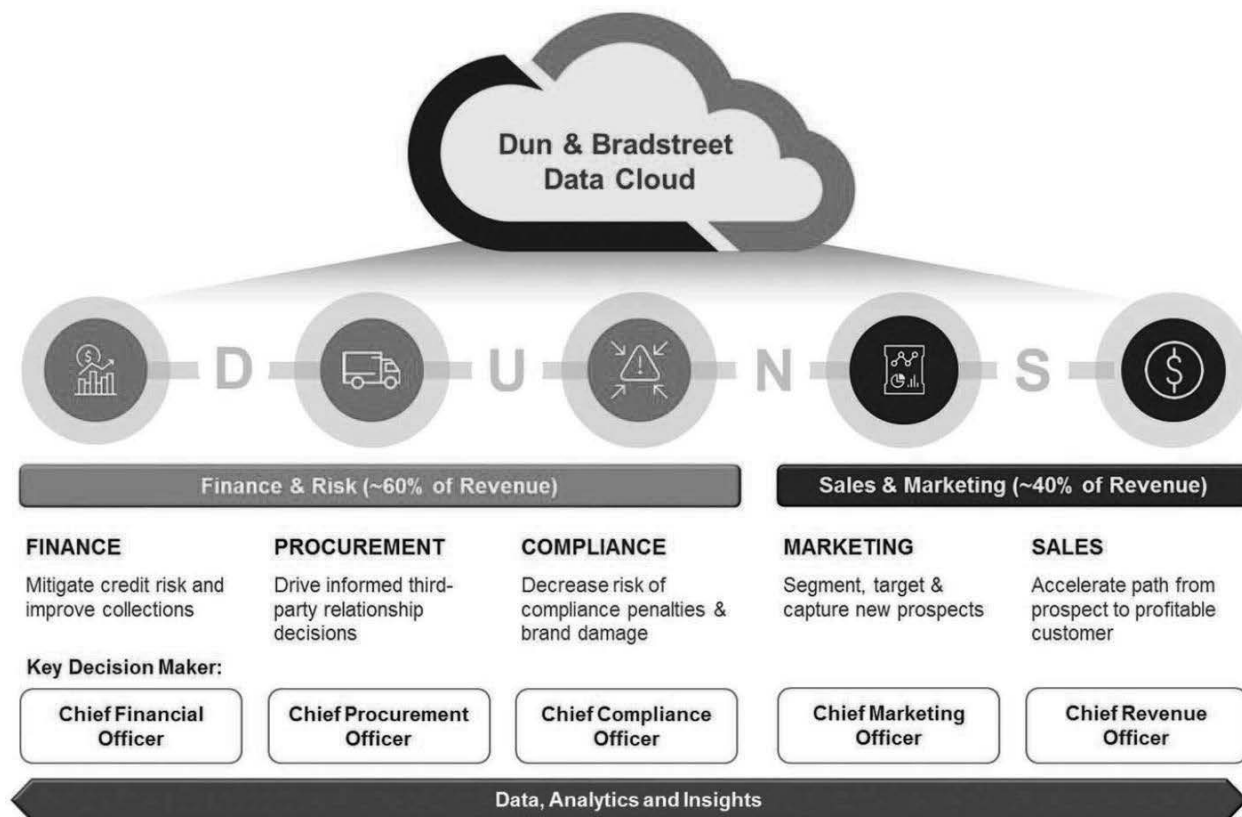 Dun & Bradstreet
Data Cloud
D U N S
Finance & Risk (~60% of Revenue)
Sales & Marketing (~40% of Revenue)
FINANCE
Mitigate credit risk and
improve collections
PROCUREMENT
Drive informed third-
party relationship
decisions
COMPLIANCE
Decrease risk of
compliance penalties &
brand damage
MARKETING
Segment, target &
capture new prospects
SALES
Accelerate path from
prospect to profitable
customer
Key Decision Maker:
Chief Financial
Officer
Chief Procurement
Officer
Chief Compliance
Officer
Chief Marketing
Officer
Chief Revenue
Officer
Data, Analytics and Insights